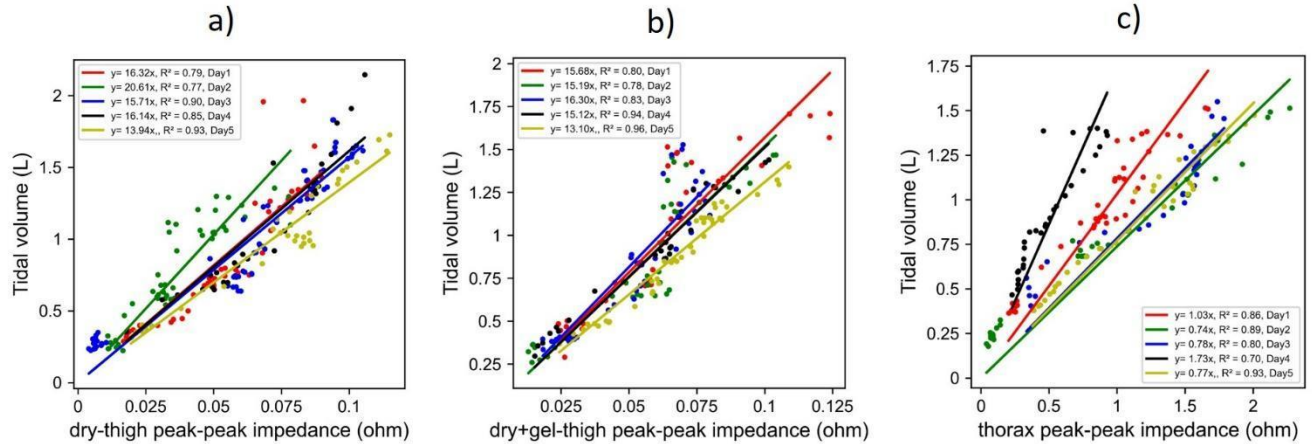 a)
b)
c)
y= 16.32x, R² = 0.79, Day1
y= 20.61x, R² = 0.77, Day2
y= 15.71x, R² = 0.90, Day3
y= 16.14x, R² = 0.85, Day4
y= 13.94x,, R² = 0.93, Day5
Tidal volume (L)
2
1.5
1
0.5
0
0
0.025
0.05
0.075
0.1
dry-thigh peak-peak impedance (ohm)
y= 15.68x, R² = 0.80, Day1
y= 15.19x, R² = 0.78, Day2
y= 16.30x, R² = 0.83, Day3
y= 15.12x, R² = 0.94, Day4
y= 13.10x,, R² = 0.96, Day5
Tidal volume (L)
2.00
1.75
1.50
1.25
1.00
0.75
0.5
0.25
0
0.025
0.05
0.075
0.1
0.125
dry+gel-thigh peak-peak impedance (ohm)
Tidal volume (L)
1.75
1.5
1.25
1
0.75
0.5
0.25
0
y= 1.03x, R² = 0.86, Day1
y= 0.74x, R² = 0.89, Day2
y= 0.78x, R² = 0.80, Day3
y= 1.73x, R² = 0.70, Day4
y= 0.77x,, R² = 0.93, Day5
0
0.5
1
1.5
2
thorax peak-peak impedance (ohm)